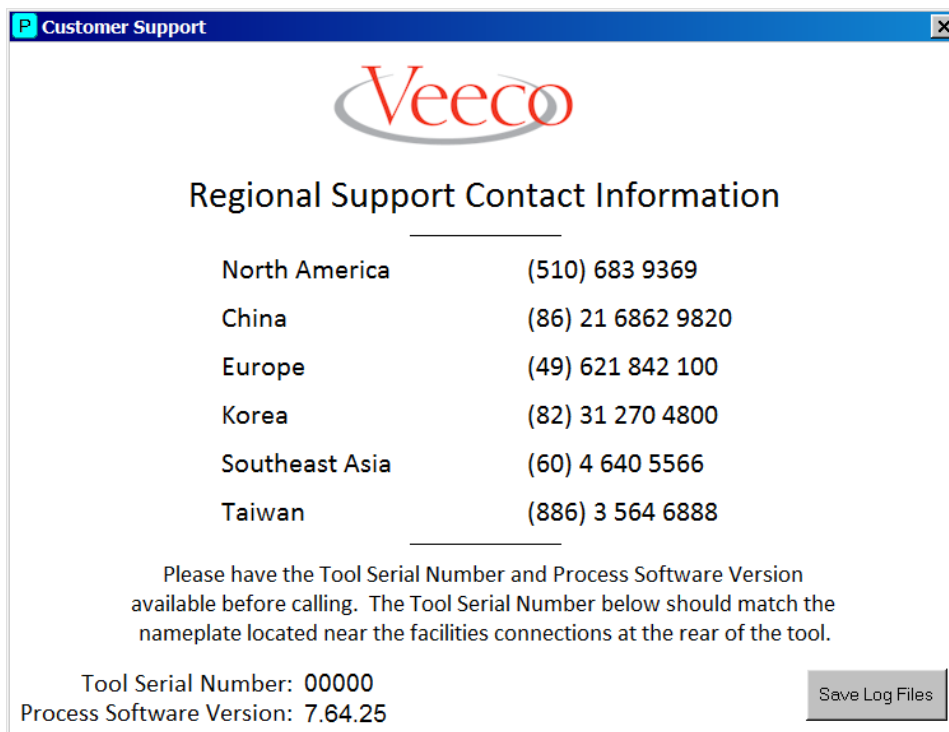 P Customer Support
Veeco
Regional Support Contact Information
North America (510) 683 9369
China (86) 21 6862 9820
Europe (49) 621 842 100
Korea (82) 31 270 4800
Southeast Asia (60) 4 640 5566
Taiwan (886) 3 564 6888
Please have the Tool Serial Number and Process Software Version
available before calling. The Tool Serial Number below should match the
nameplate located near the facilities connections at the rear of the tool.
Tool Serial Number: 00000
Process Software Version: 7.64.25
Save Log Files